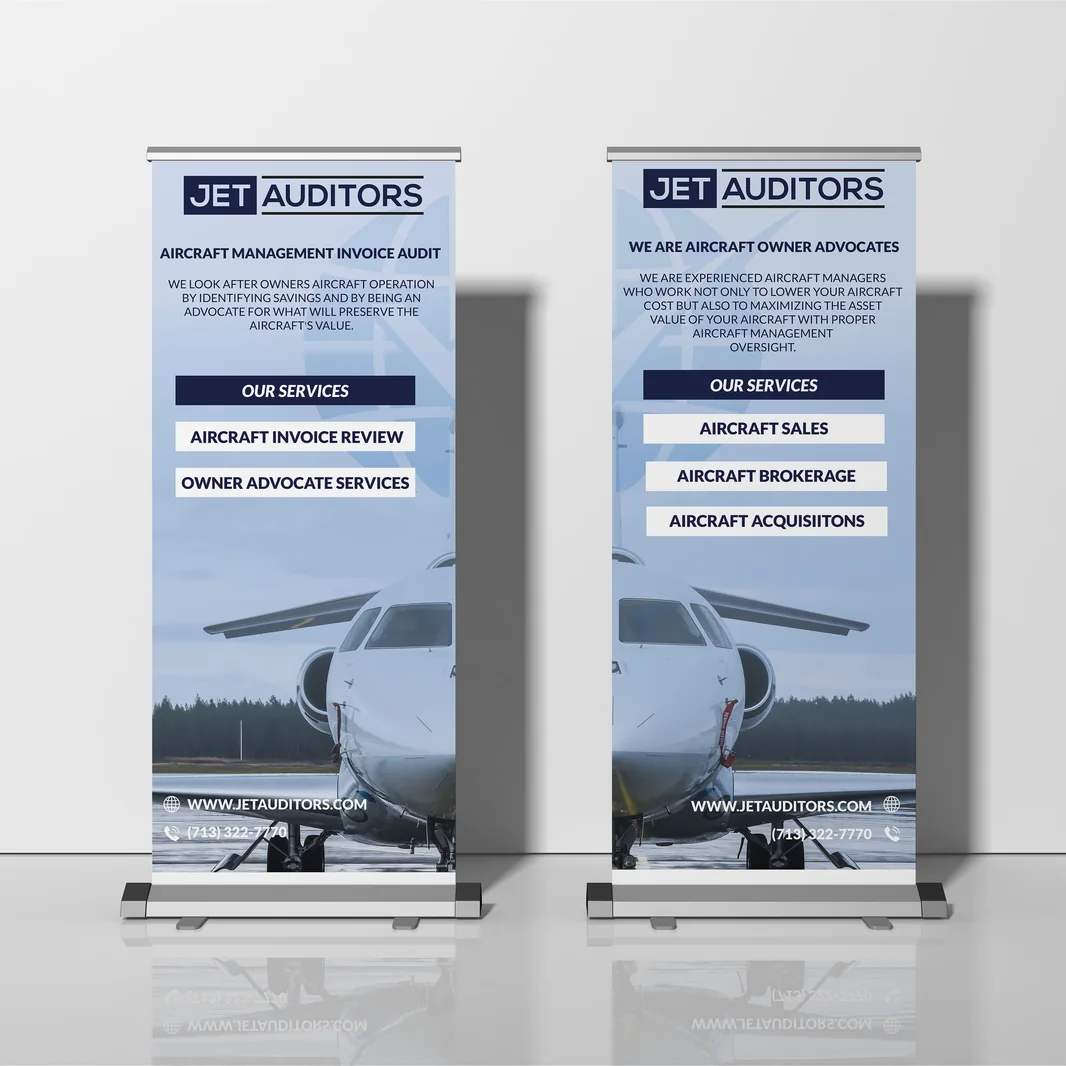 JET AUDITORS
AIRCRAFT MANAGEMENT INVOICE AUDIT
WE LOOK AFTER OWNERS AIRCRAFT OPERATION
BY IDENTIFYING SAVINGS AND BY BEING AN
ADVOCATE FOR WHAT WILL PRESERVE THE
AIRCRAFT'S VALUE.
OUR SERVICES
AIRCRAFT INVOICE REVIEW
OWNER ADVOCATE SERVICES
WWW.JETAUDITORS.COM
(713) 322-7770
JET AUDITORS
WE ARE AIRCRAFT OWNER ADVOCATES
WE ARE EXPERIENCED AIRCRAFT MANAGERS
WHO WORK NOT ONLY TO LOWER YOUR AIRCRAFT
COST BUT ALSO TO MAXIMIZING THE ASSET
VALUE OF YOUR AIRCRAFT WITH PROPER
AIRCRAFT MANAGEMENT
OVERSIGHT.
OUR SERVICES
AIRCRAFT SALES
AIRCRAFT BROKERAGE
AIRCRAFT ACQUISIITONS
WWW.JETAUDITORS.COM
(713) 322-7770